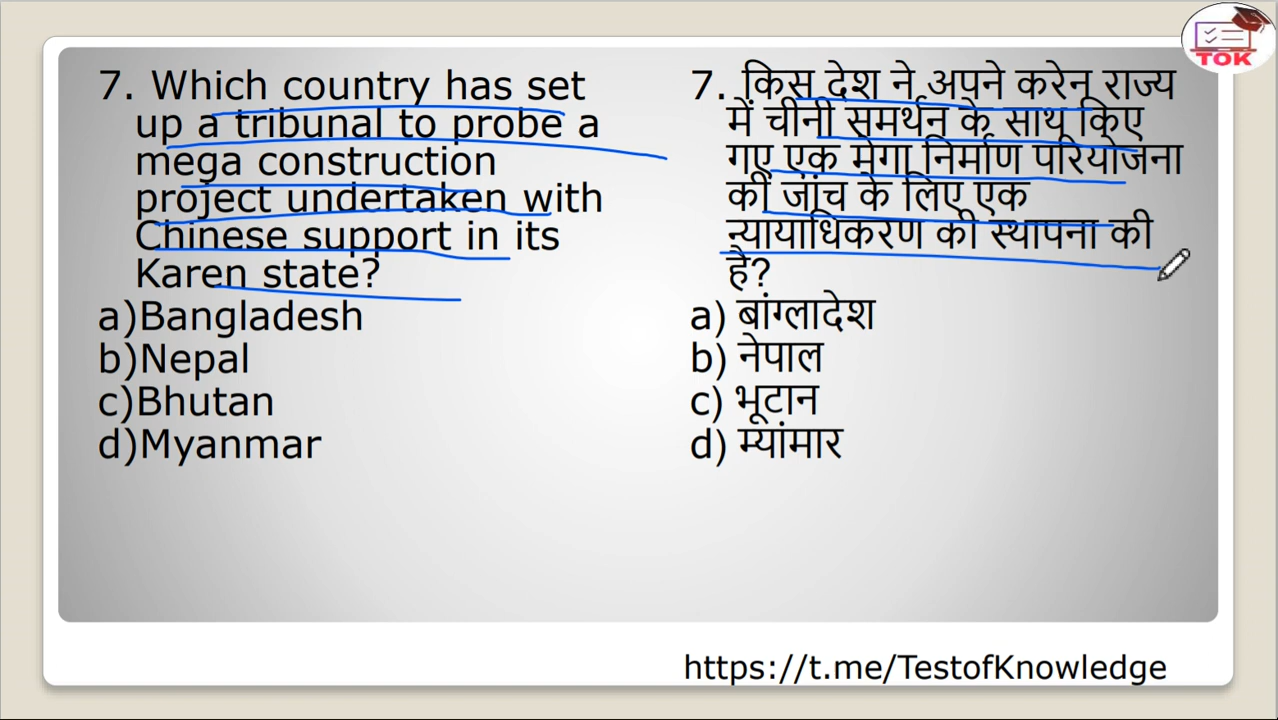 TOK
7. Which country has set
up a tribunal to probe a
mega construction
project undertaken with
Chinese support in its
Karen state?
a)Bangladesh
b)Nepal
c)Bhutan
d)Myanmar
7. किस देश ने अपने करेन राज्य
में चीनी समर्थन के साथ किए
गए एक मेगा निर्माण परियोजना
की जांच के लिए एक
न्यायाधिकरण की स्थापना की
है?
a) बांग्लादेश
b) नेपाल
c) भूटान
d) म्यांमार
https://t.me/TestofKnowledge